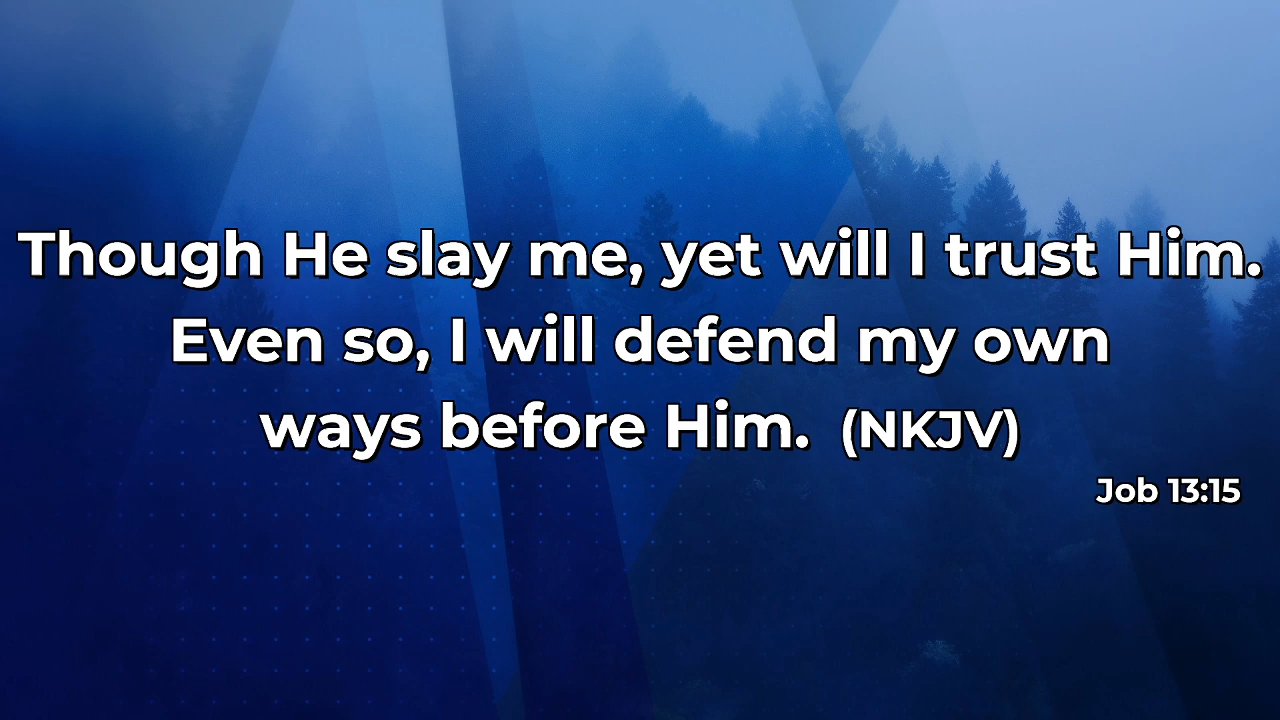 Though He slay me, yet will I trust Him.
Even so, I will defend my own
ways before Him. (NKJV)
Job 13:15